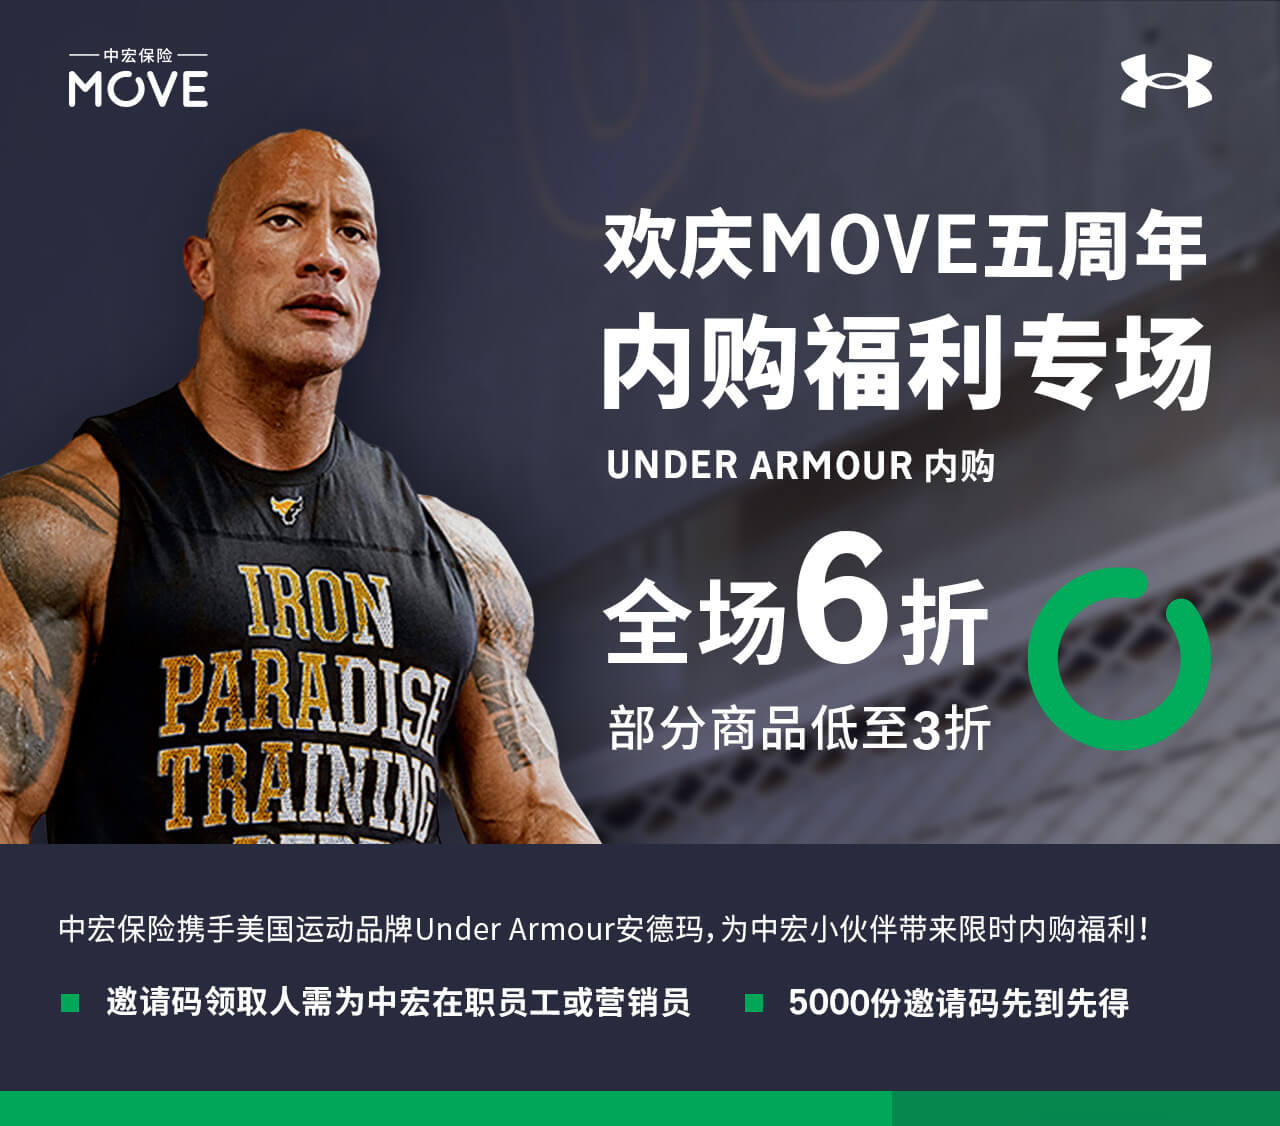 中宏保险
MOVE
欢庆MOVE五周年
内购福利专场
UNDER ARMOUR 内购
全场6折
部分商品低至3折
IRON
PARADISE
TRAINING
中宏保险携手美国运动品牌Under Armour安德玛，为中宏小伙伴带来限时内购福利！
邀请码领取人需为中宏在职员工或营销员
5000份邀请码先到先得